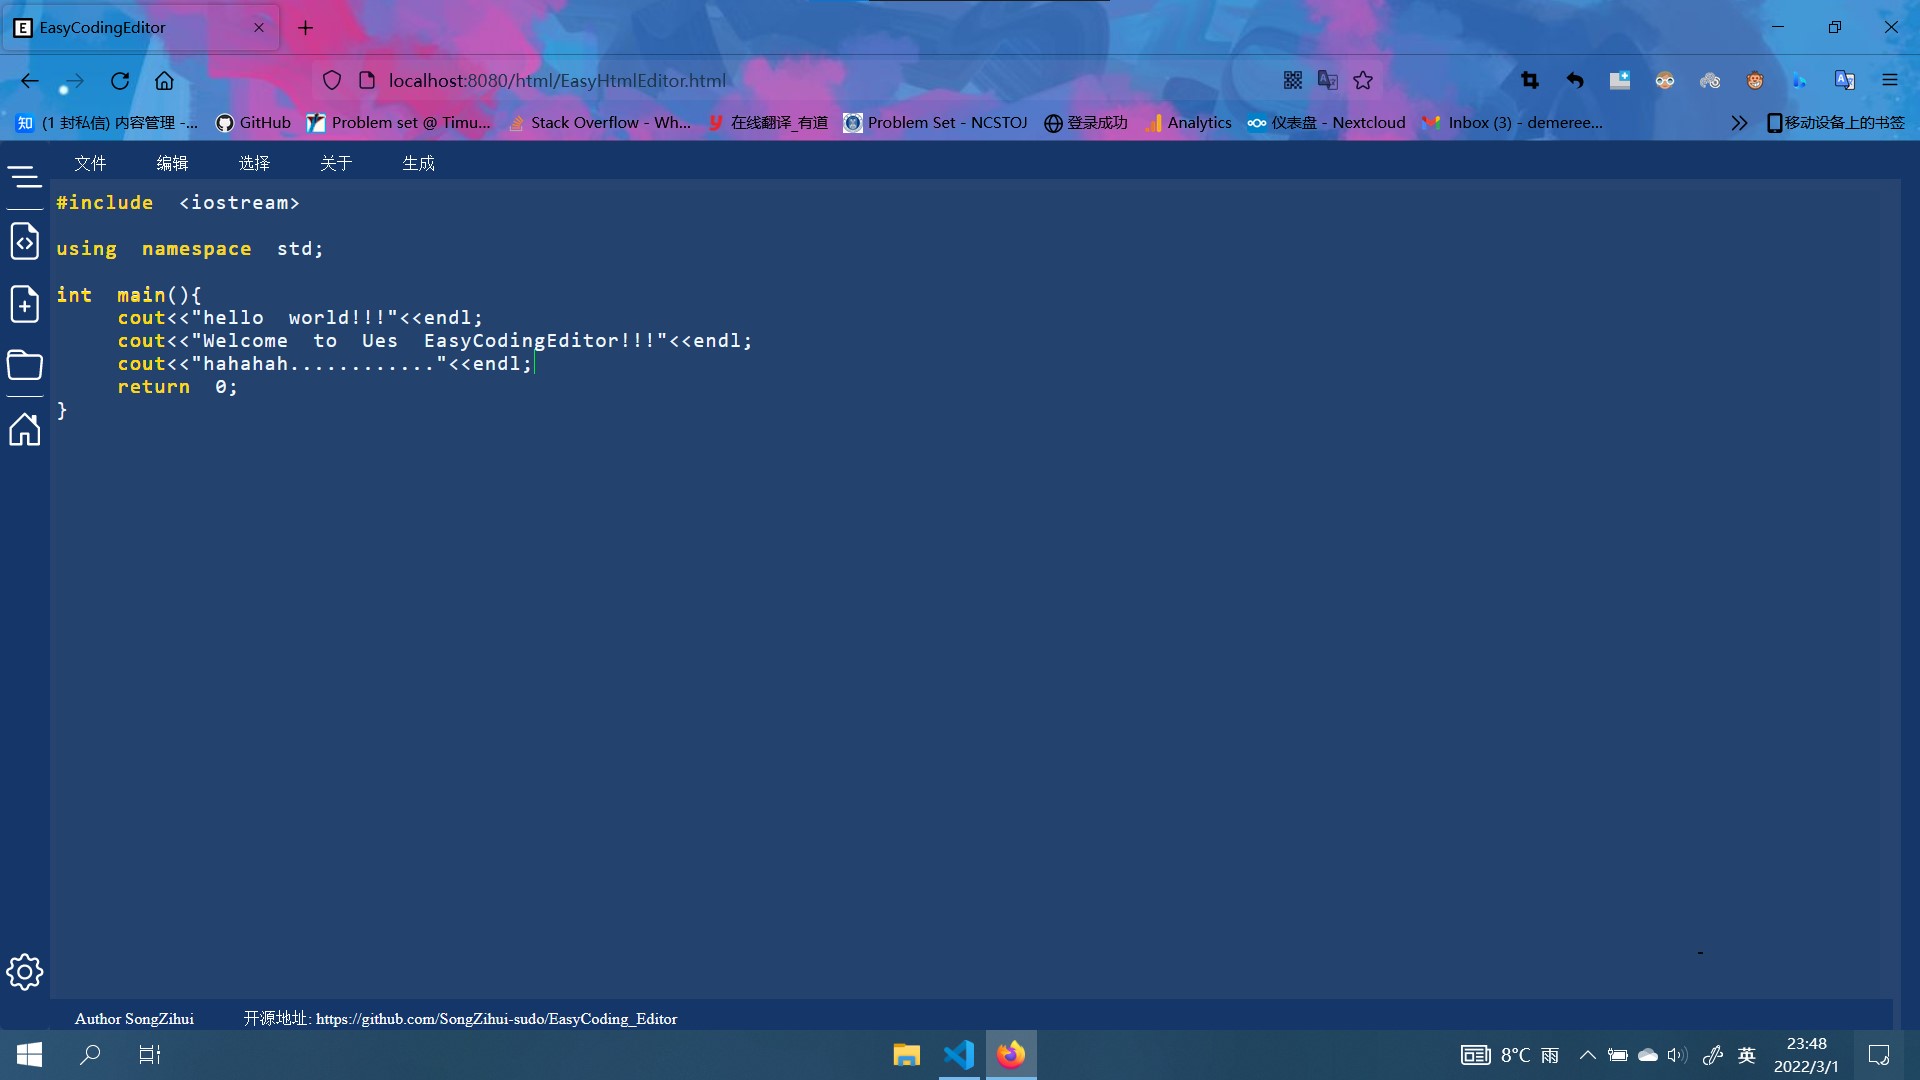 E EasyCodingEditor
localhost:8080/html/EasyHtmlEditor.html
知 (1 封私信) 内容管理 -... GitHub Problem set @ Timu... Stack Overflow - Wh... y 在线翻译_有道 Problem Set - NCSTOJ 登录成功 Analytics 仪表盘 - Nextcloud Inbox (3) - demeree... 移动设备上的书签
文件 编辑 选择 关于 生成
#include <iostream>
using namespace std;
int main(){
cout<<"hello world!!!"<<endl;
cout<<"Welcome to Ues EasyCodingEditor!!!"<<endl;
cout<<"hahahah............"<<endl;
return 0;
}
Author SongZihui 开源地址: https://github.com/SongZihui-sudo/EasyCoding_Editor
8°C 雨 英 23:48
2022/3/1